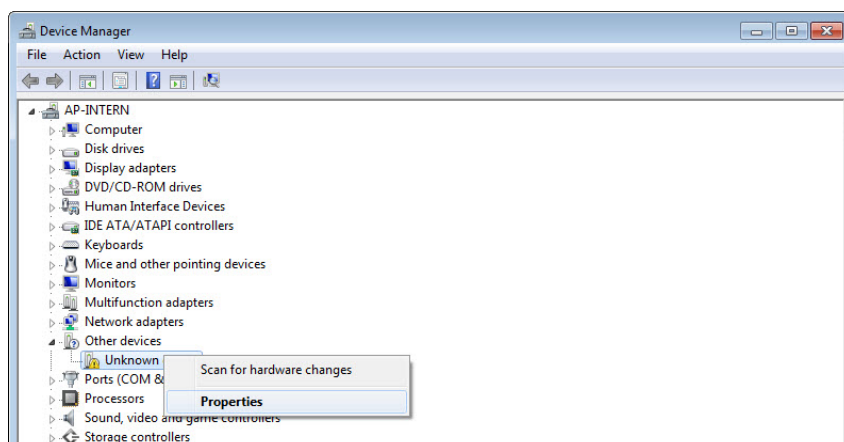 Device Manager
File Action View Help
AP-INTERN
Computer
Disk drives
Display adapters
DVD/CD-ROM drives
Human Interface Devices
IDE ATA/ATAPI controllers
Keyboards
Mice and other pointing devices
Monitors
Multifunction adapters
Network adapters
Other devices
Unknown
Scan for hardware changes
Ports (COM &
Properties
Processors
Sound, video and game controllers
Storage controllers